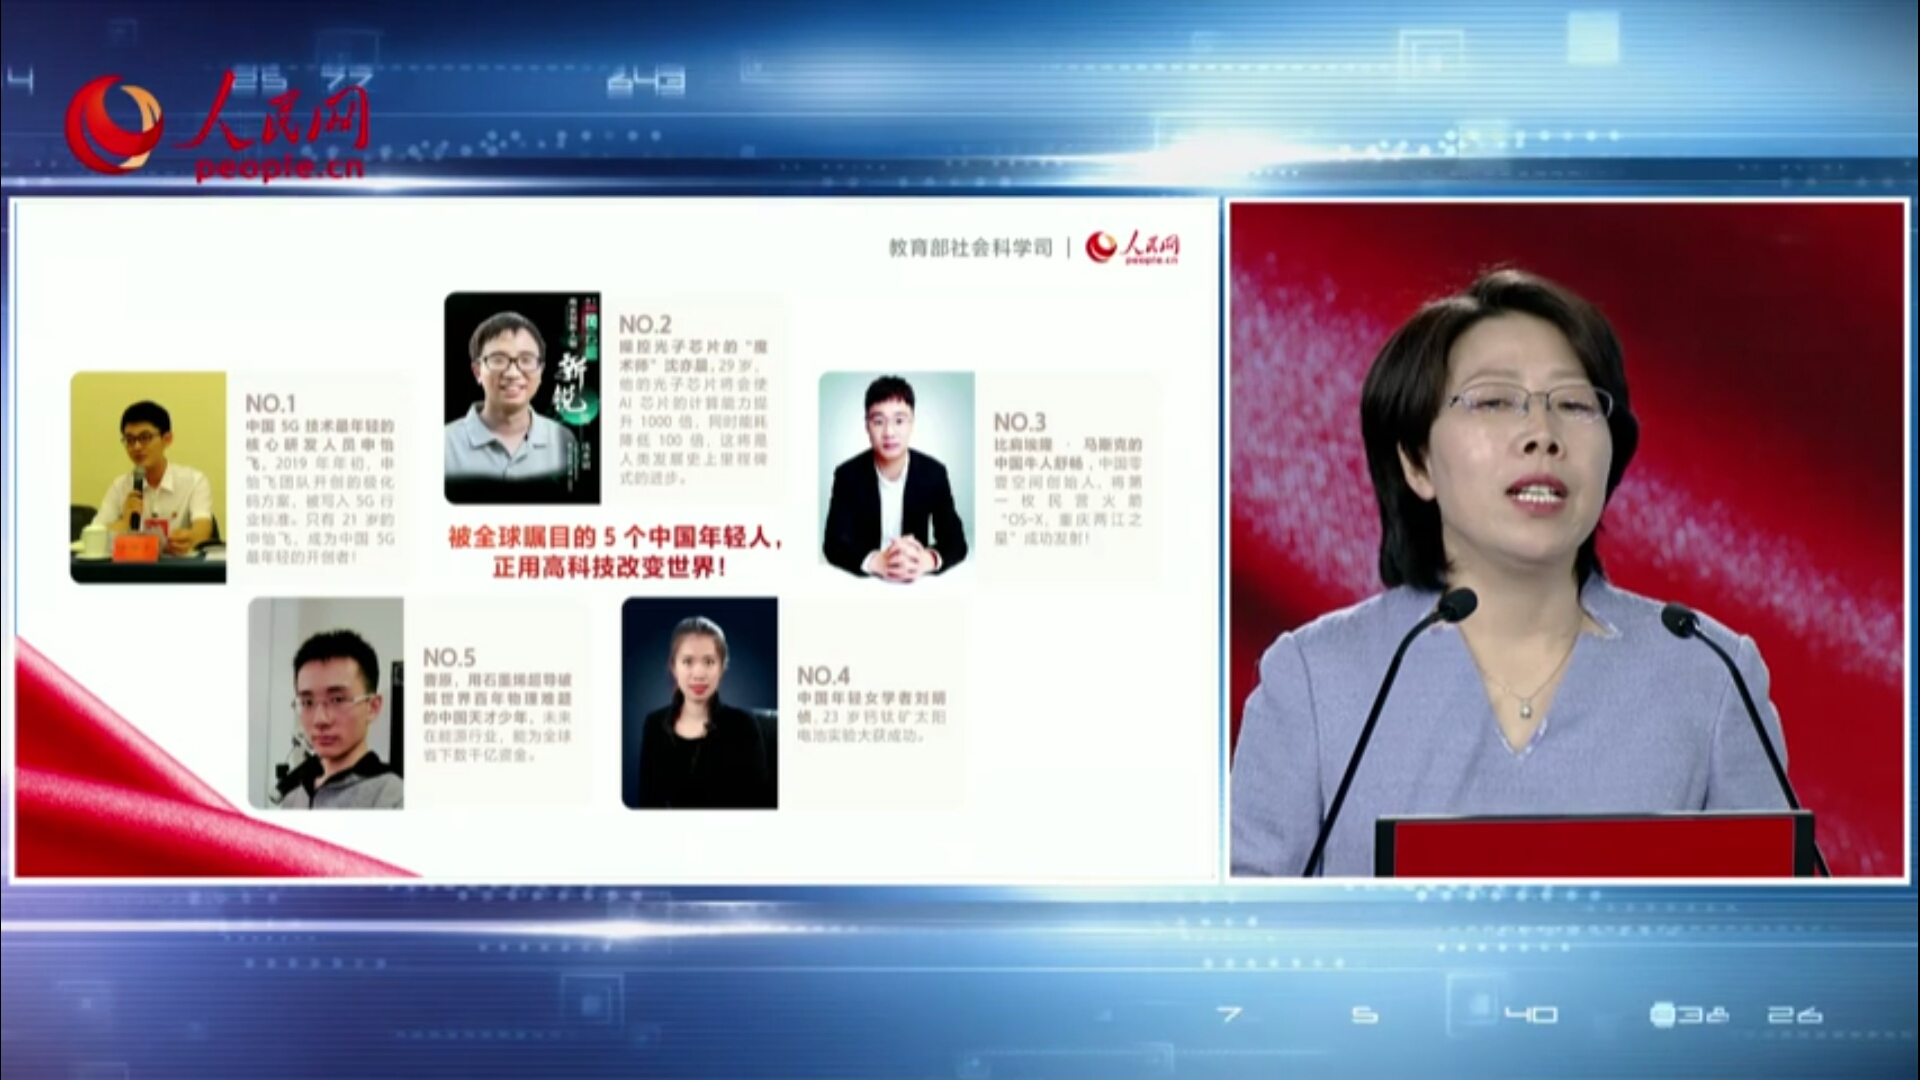 人民网
people.cn
教育部社会科学司 | 人民网
people.cn
NO.1
中国 5G 技术最年轻的
核心研发人员申怡
飞，2019 年年初，申
怡飞团队开创的极化
码方案，被写入 5G 行
业标准。只有 21 岁的
申怡飞，成为中国 5G
最年轻的开创者！
新锐
NO.2
操控光子芯片的“魔
术师”沈亦晨，29 岁，
他的光子芯片将会使
AI 芯片的计算能力提
升 1000 倍，同时能耗
降低 100 倍，这将是
人类发展史上里程碑
式的进步。
NO.3
比肩埃隆 · 马斯克的
中国牛人舒畅，中国零
壹空间创始人，将第
一枚民营火箭
“OS-X，重庆两江之
星”成功发射！
被全球瞩目的 5 个中国年轻人，
正用高科技改变世界！
NO.5
曹原，用石墨烯超导破
解世界百年物理难题
的中国天才少年，未来
在能源行业，能为全球
省下数千亿资金。
NO.4
中国年轻女学者刘明
侦，23 岁钙钛矿太阳
电池实验大获成功。
643
7 5 40 26